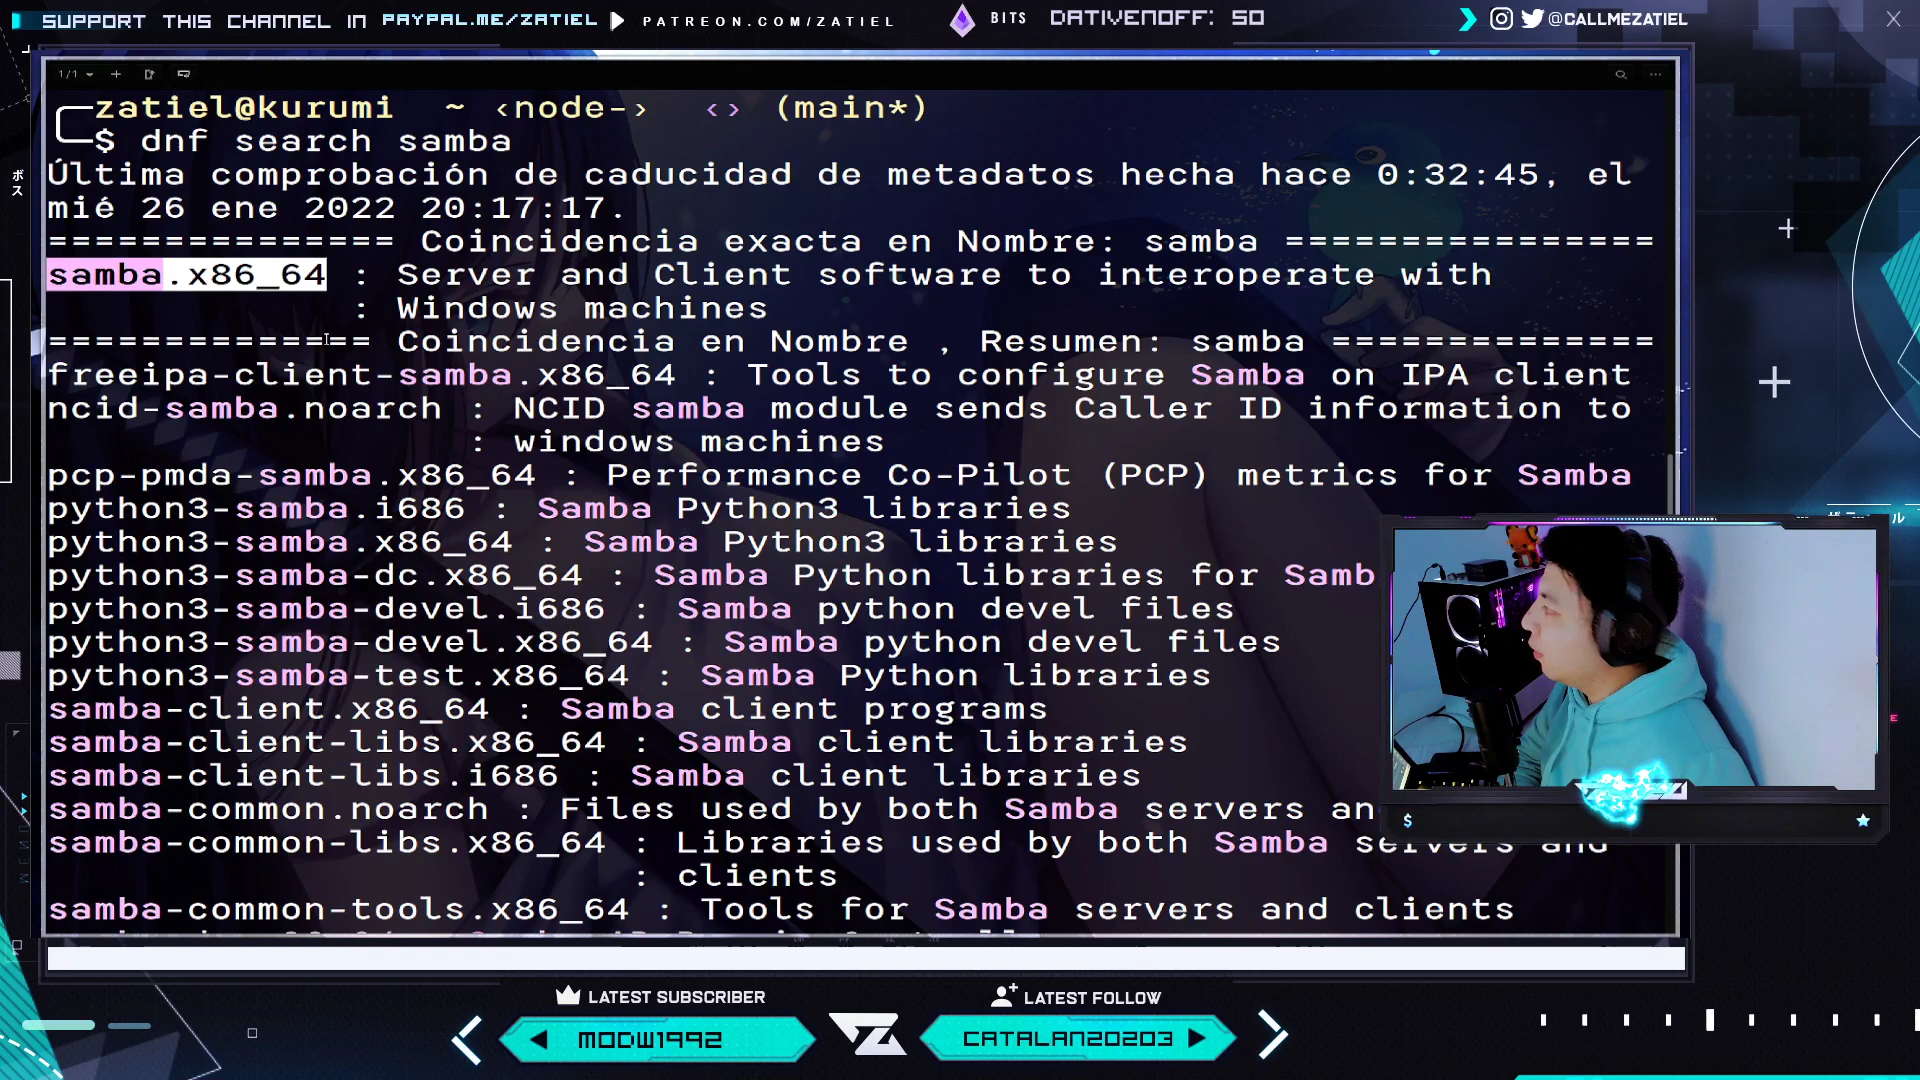 SUPPORT THIS CHANNEL IN PAYPAL.ME/ZATIEL PATREON.COM/ZATIEL BITS DATIVENOFF: 50 @CALLMEZATIEL
1/1
zatiel@kurumi ~ <node-> <> (main*)
$ dnf search samba
Última comprobación de caducidad de metadatos hecha hace 0:32:45, el
mié 26 ene 2022 20:17:17.
=============== Coincidencia exacta en Nombre: samba ================
samba.x86_64 : Server and Client software to interoperate with
: Windows machines
============== Coincidencia en Nombre , Resumen: samba ==============
freeipa-client-samba.x86_64 : Tools to configure Samba on IPA client
ncid-samba.noarch : NCID samba module sends Caller ID information to
: windows machines
pcp-pmda-samba.x86_64 : Performance Co-Pilot (PCP) metrics for Samba
python3-samba.i686 : Samba Python3 libraries
python3-samba.x86_64 : Samba Python3 libraries
python3-samba-dc.x86_64 : Samba Python libraries for Samb
python3-samba-devel.i686 : Samba python devel files
python3-samba-devel.x86_64 : Samba python devel files
python3-samba-test.x86_64 : Samba Python libraries
samba-client.x86_64 : Samba client programs
samba-client-libs.x86_64 : Samba client libraries
samba-client-libs.i686 : Samba client libraries
samba-common.noarch : Files used by both Samba servers an
samba-common-libs.x86_64 : Libraries used by both Samba servers and
: clients
samba-common-tools.x86_64 : Tools for Samba servers and clients
ボス
$
LATEST SUBSCRIBER
MODW1992
LATEST FOLLOW
CATALAN20203